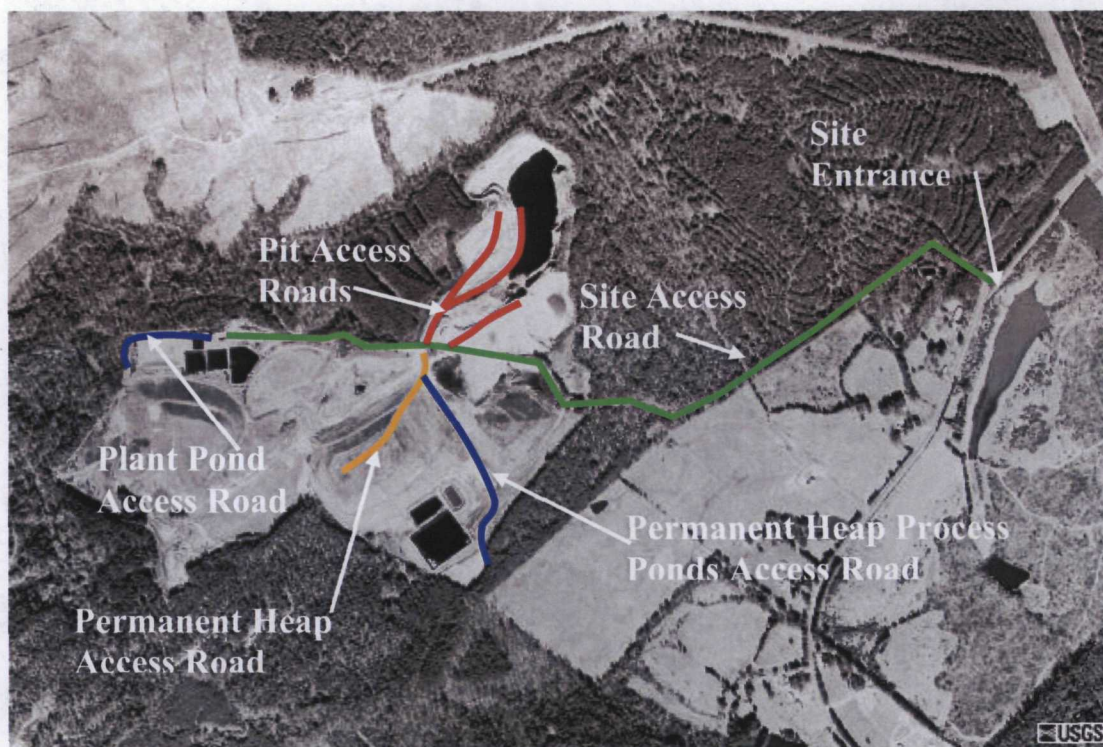 Site
Entrance
Pit Access
Roads
Site Access
Road
Plant Pond
Access Road
Permanent Heap Process
Ponds Access Road
Permanent Heap
Access Road
USGS